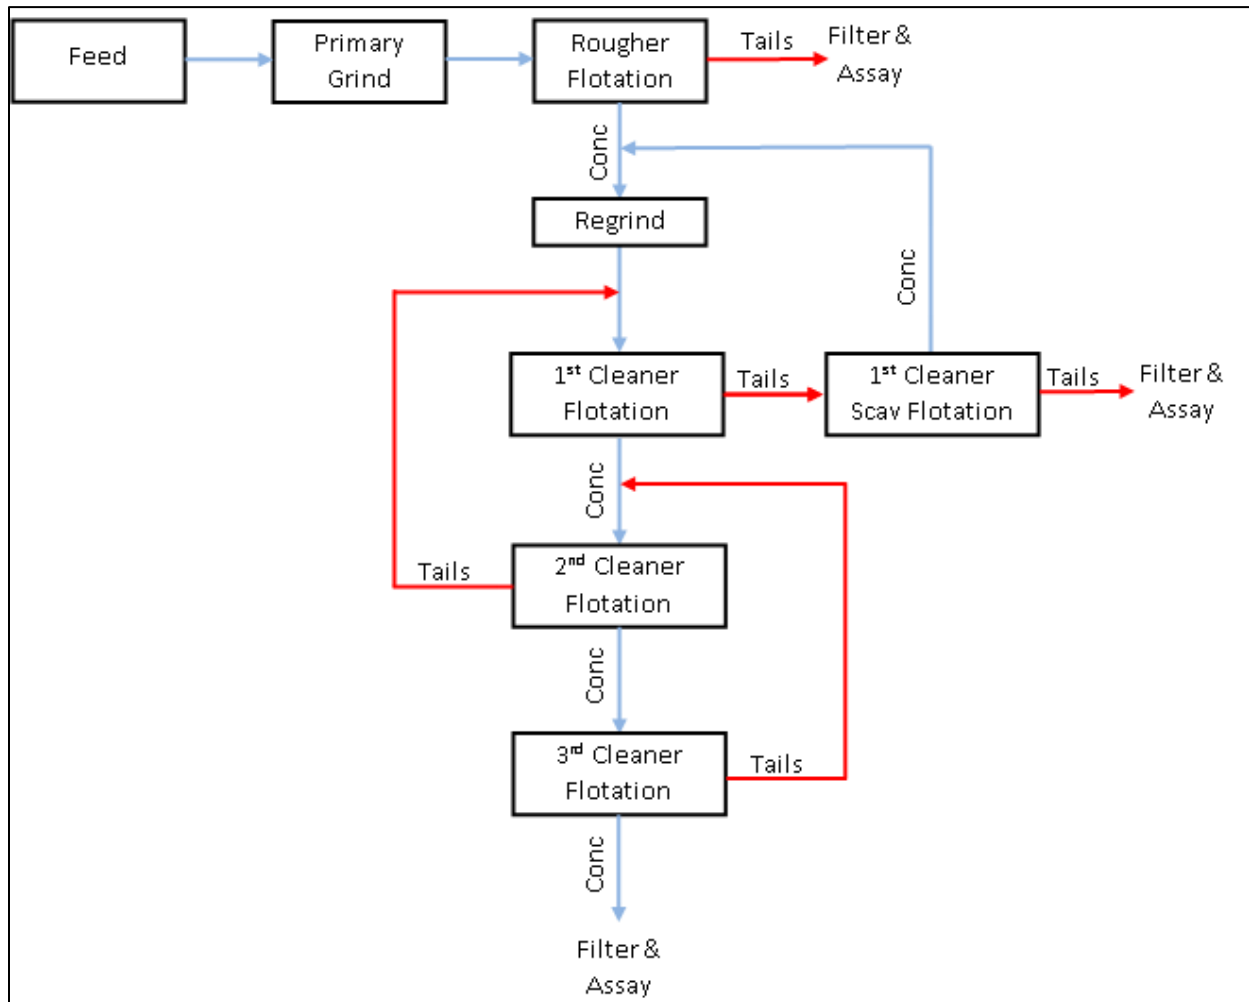 Feed
Primary
Grind
Rougher
Flotation
Tails
Filter &
Assay
Conc
Regrind
Conc
1st Cleaner
Flotation
Tails
1st Cleaner
Scav Flotation
Tails
Filter &
Assay
Conc
Tails
2nd Cleaner
Flotation
Conc
3rd Cleaner
Flotation
Tails
Conc
Filter &
Assay